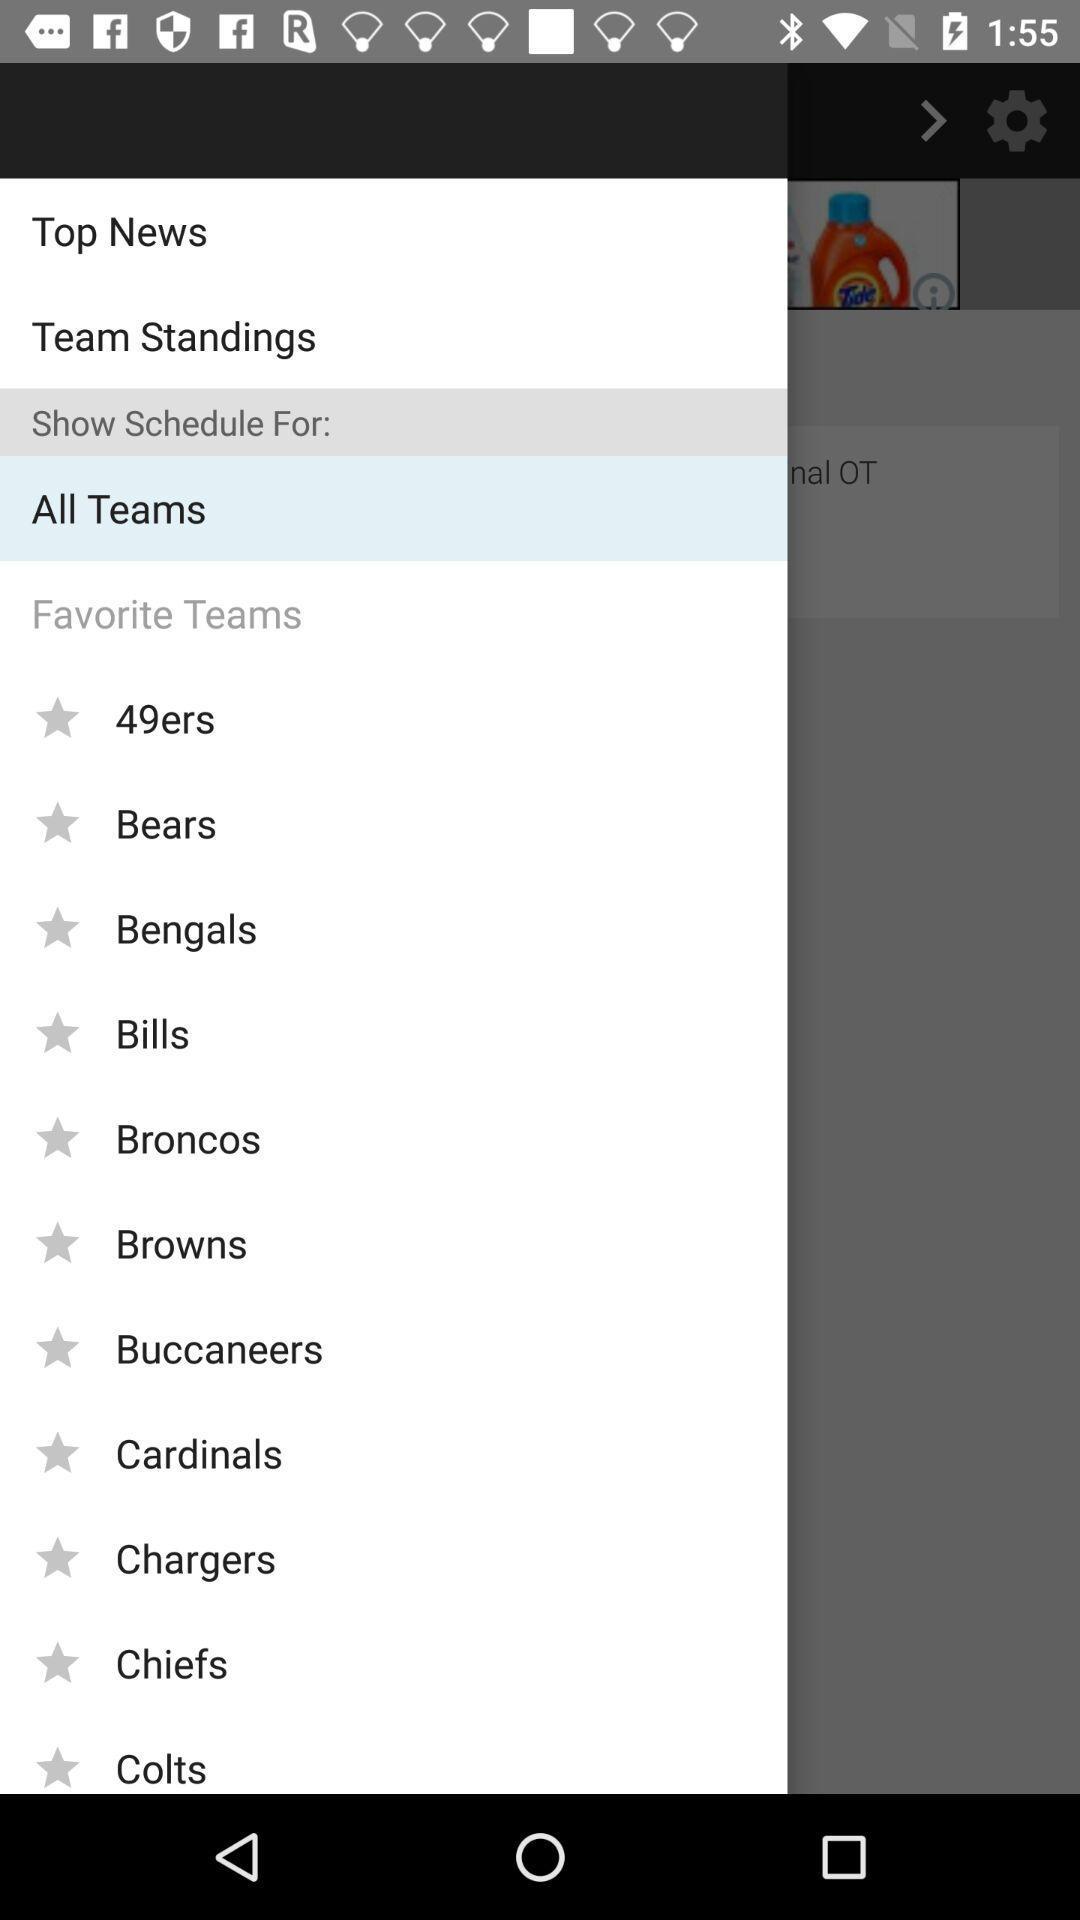 1:55
Top News
Team Standings
Tide
Show Schedule For:
nal OT
All Teams
Favorite Teams
49ers
Bears
Bengals
Bills
Broncos
Browns
Buccaneers
Cardinals
Chargers
Chiefs
Colts